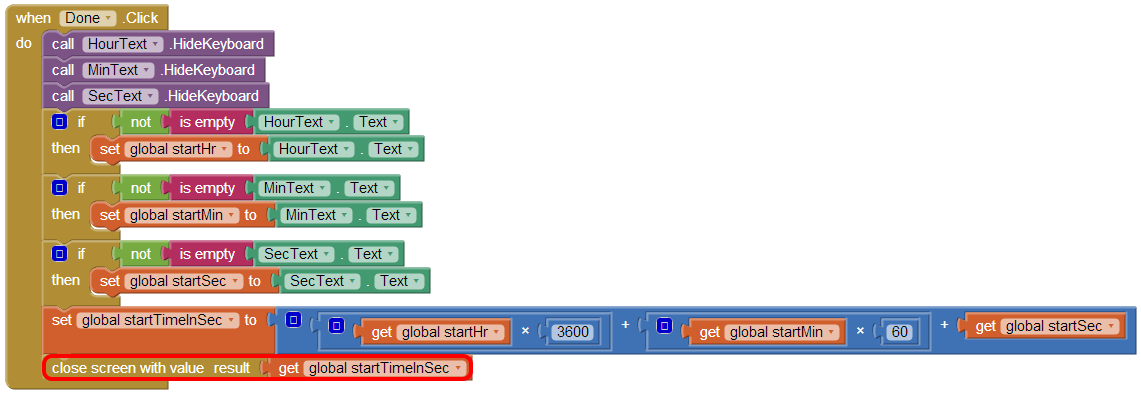 when Done .Click
do call HourText .HideKeyboard
call MinText .HideKeyboard
call SecText .HideKeyboard
if not is empty HourText . Text
then set global startHr to HourText . Text
if not is empty MinText . Text
then set global startMin to MinText . Text
if not is empty SecText . Text
then set global startSec to SecText . Text
set global startTimeInSec to get global startHr × 3600 + get global startMin × 60 + get global startSec
close screen with value result get global startTimeInSec